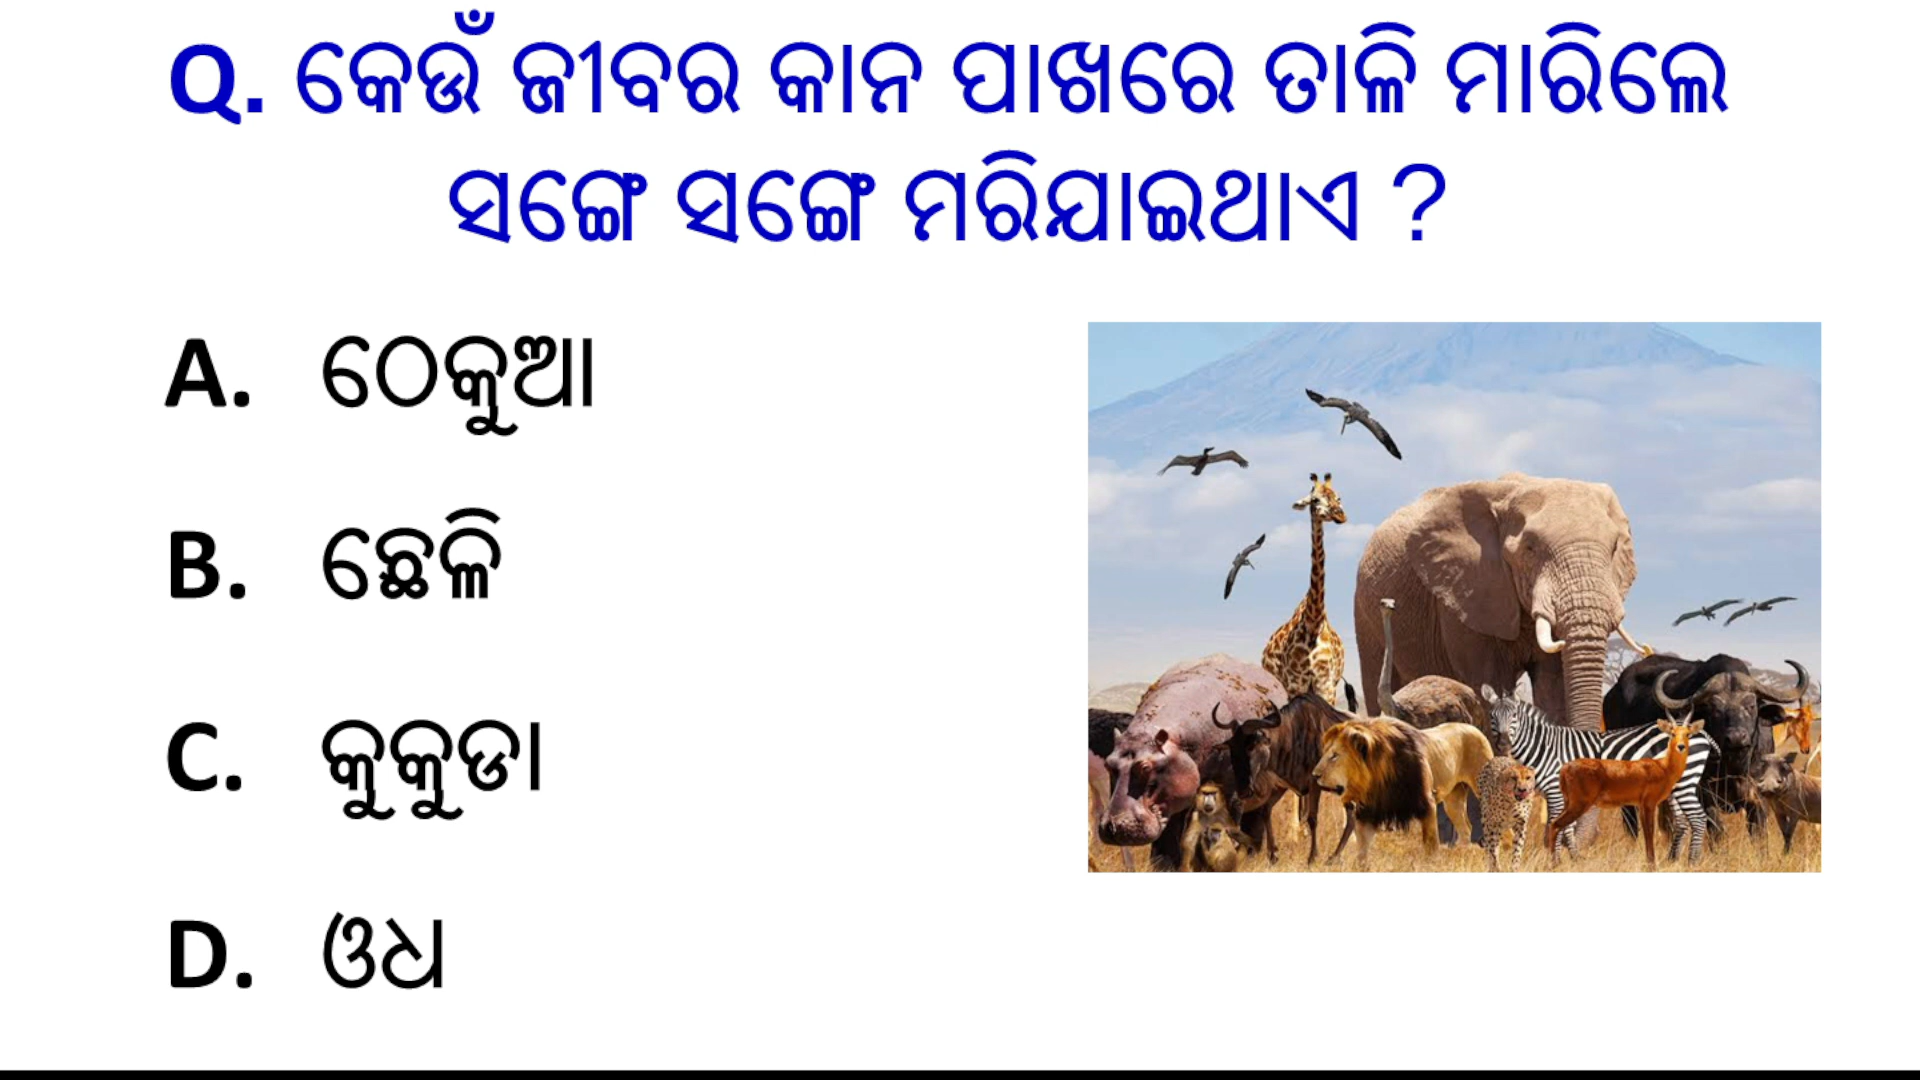 Q. କେଉଁ ଜୀବର କାନ ପାଖରେ ତାଳି ମାରିଲେ
ସଙ୍ଗେ ସଙ୍ଗେ ମରିଯାଇଥାଏ ?
A. ଠେକୁଆ
B. ଛେଳି
C. କୁକୁଡା
D. ଓଧ